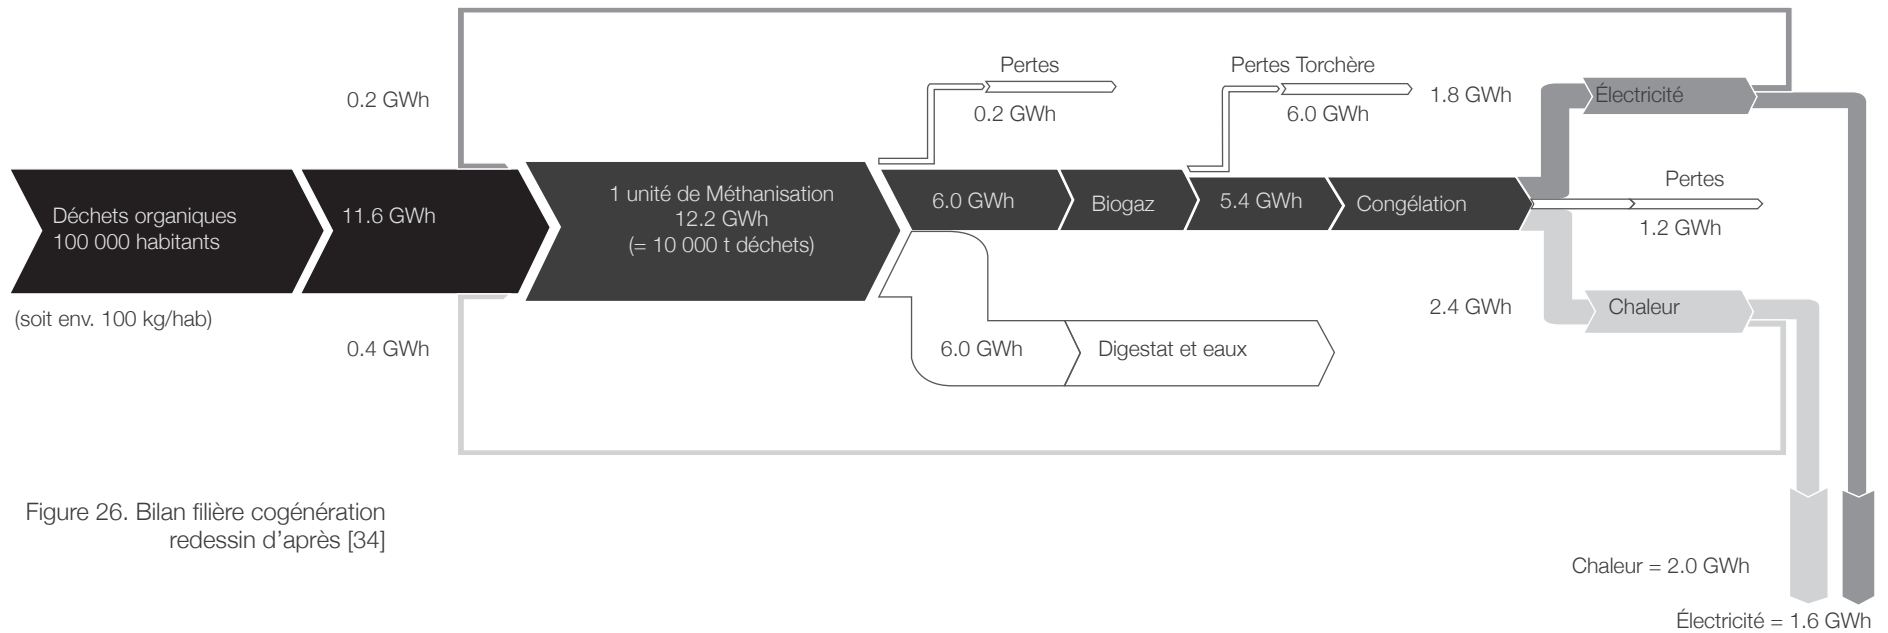 0.2 GWh
Pertes
0.2 GWh
Pertes Torchère
6.0 GWh
1.8 GWh
Électricité
Déchets organiques
100 000 habitants
11.6 GWh
1 unité de Méthanisation
12.2 GWh
(= 10 000 t déchets)
6.0 GWh
Biogaz
5.4 GWh
Congélation
Pertes
1.2 GWh
(soit env. 100 kg/hab)
0.4 GWh
6.0 GWh
Digestat et eaux
2.4 GWh
Chaleur
Figure 26. Bilan filière cogénération
redessin d'après [34]
Chaleur = 2.0 GWh
Électricité = 1.6 GWh